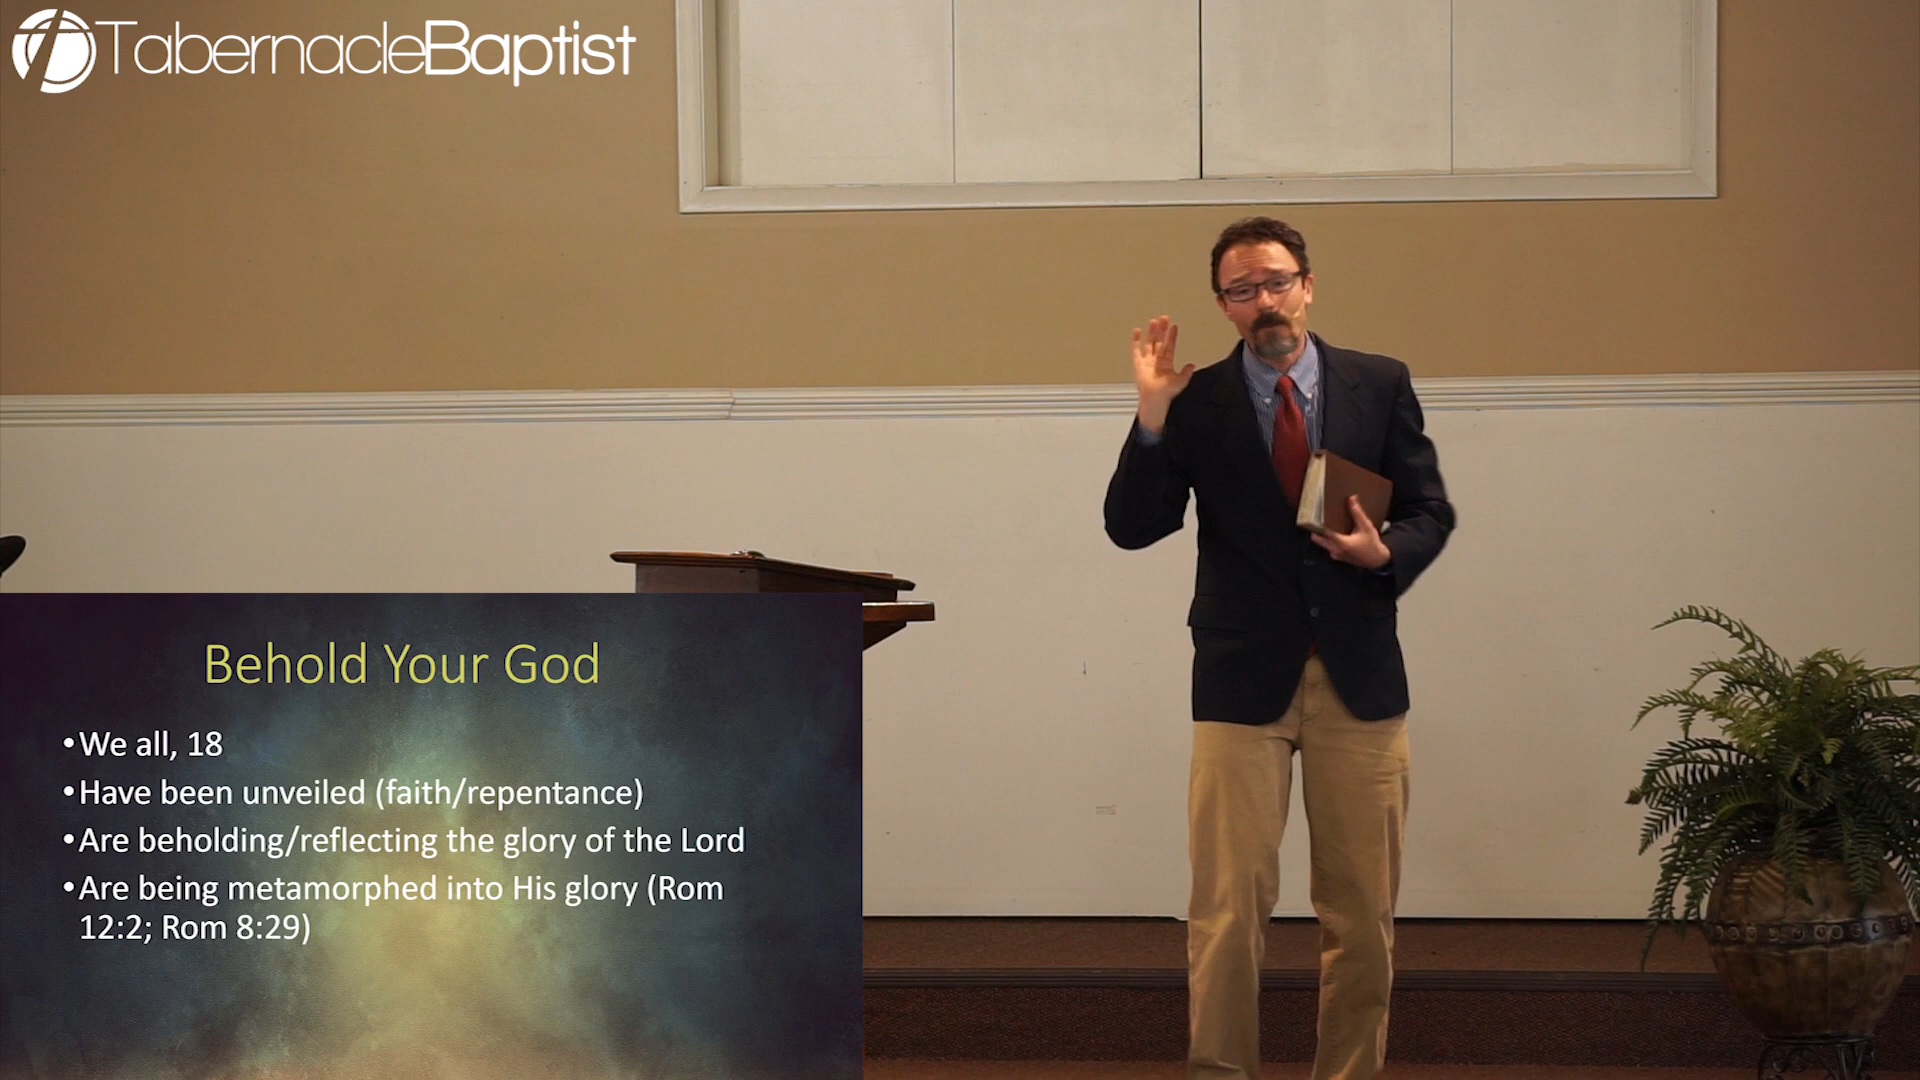 TabernacleBaptist
Behold Your God
•We all, 18
•Have been unveiled (faith/repentance)
•Are beholding/reflecting the glory of the Lord
•Are being metamorphed into His glory (Rom
12:2; Rom 8:29)